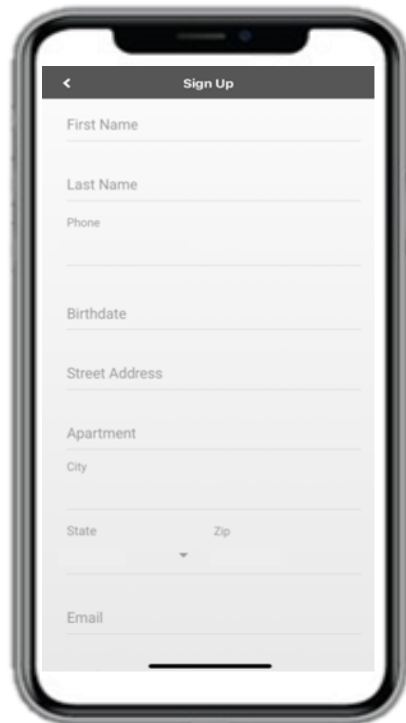 Sign Up
First Name
Last Name
Phone
Birthdate
Street Address
Apartment
City
State Zip
Email